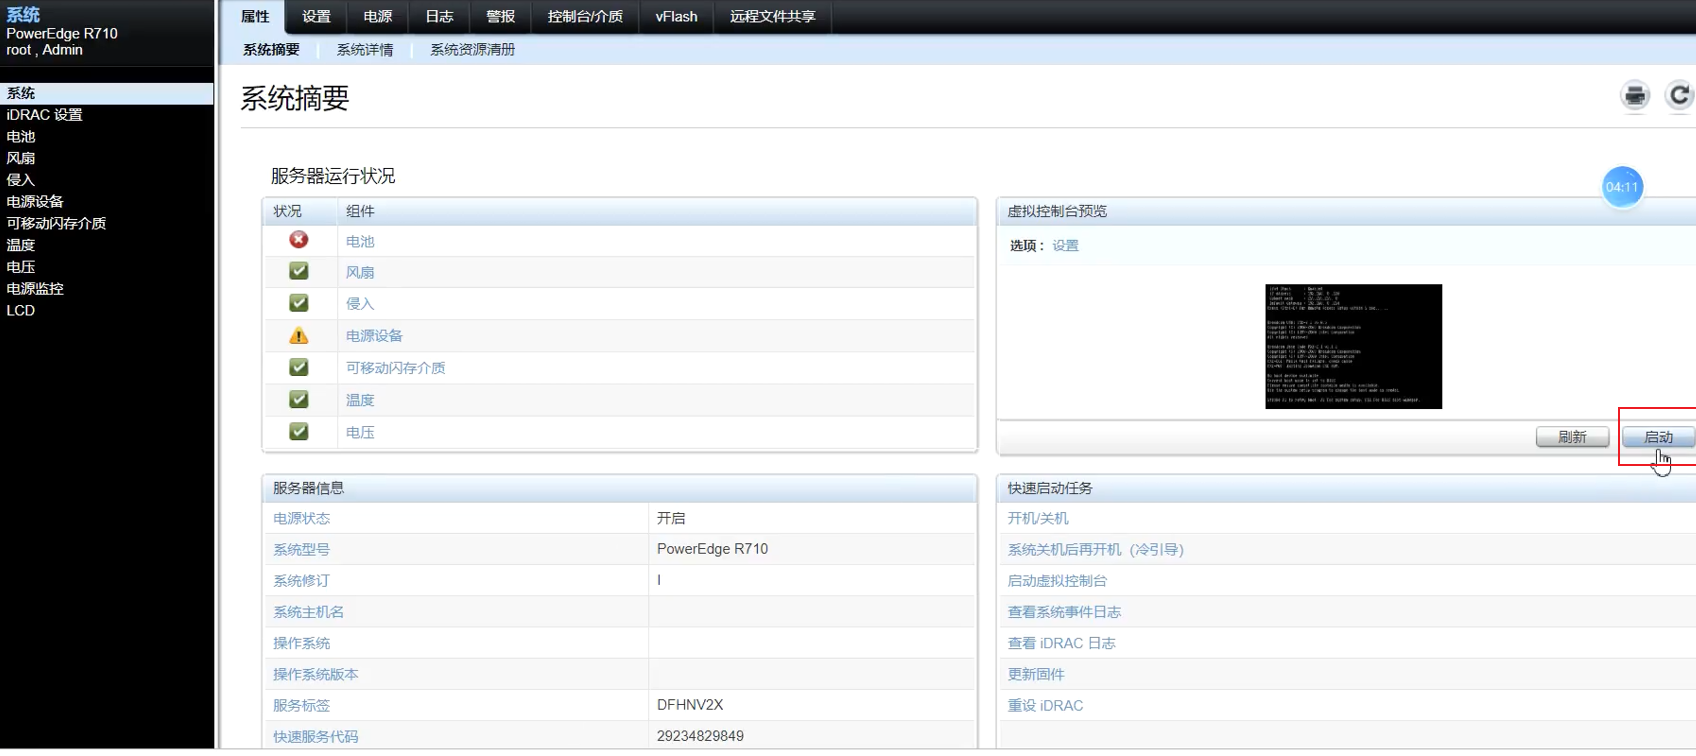 系统
PowerEdge R710
root , Admin
系统
iDRAC 设置
电池
风扇
侵入
电源设备
可移动闪存介质
温度
电压
电源监控
LCD
属性 设置 电源 日志 警报 控制台/介质 vFlash 远程文件共享
系统摘要 系统详情 系统资源清册
系统摘要
服务器运行状况
状况 组件
电池
风扇
侵入
电源设备
可移动闪存介质
温度
电压
虚拟控制台预览
04:11
选项： 设置
刷新 启动
服务器信息
电源状态 开启
系统型号 PowerEdge R710
系统修订 I
系统主机名
操作系统
操作系统版本
服务标签 DFHNV2X
快速服务代码 29234829849
快速启动任务
开机/关机
系统关机后再开机（冷引导）
启动虚拟控制台
查看系统事件日志
查看 iDRAC 日志
更新固件
重设 iDRAC